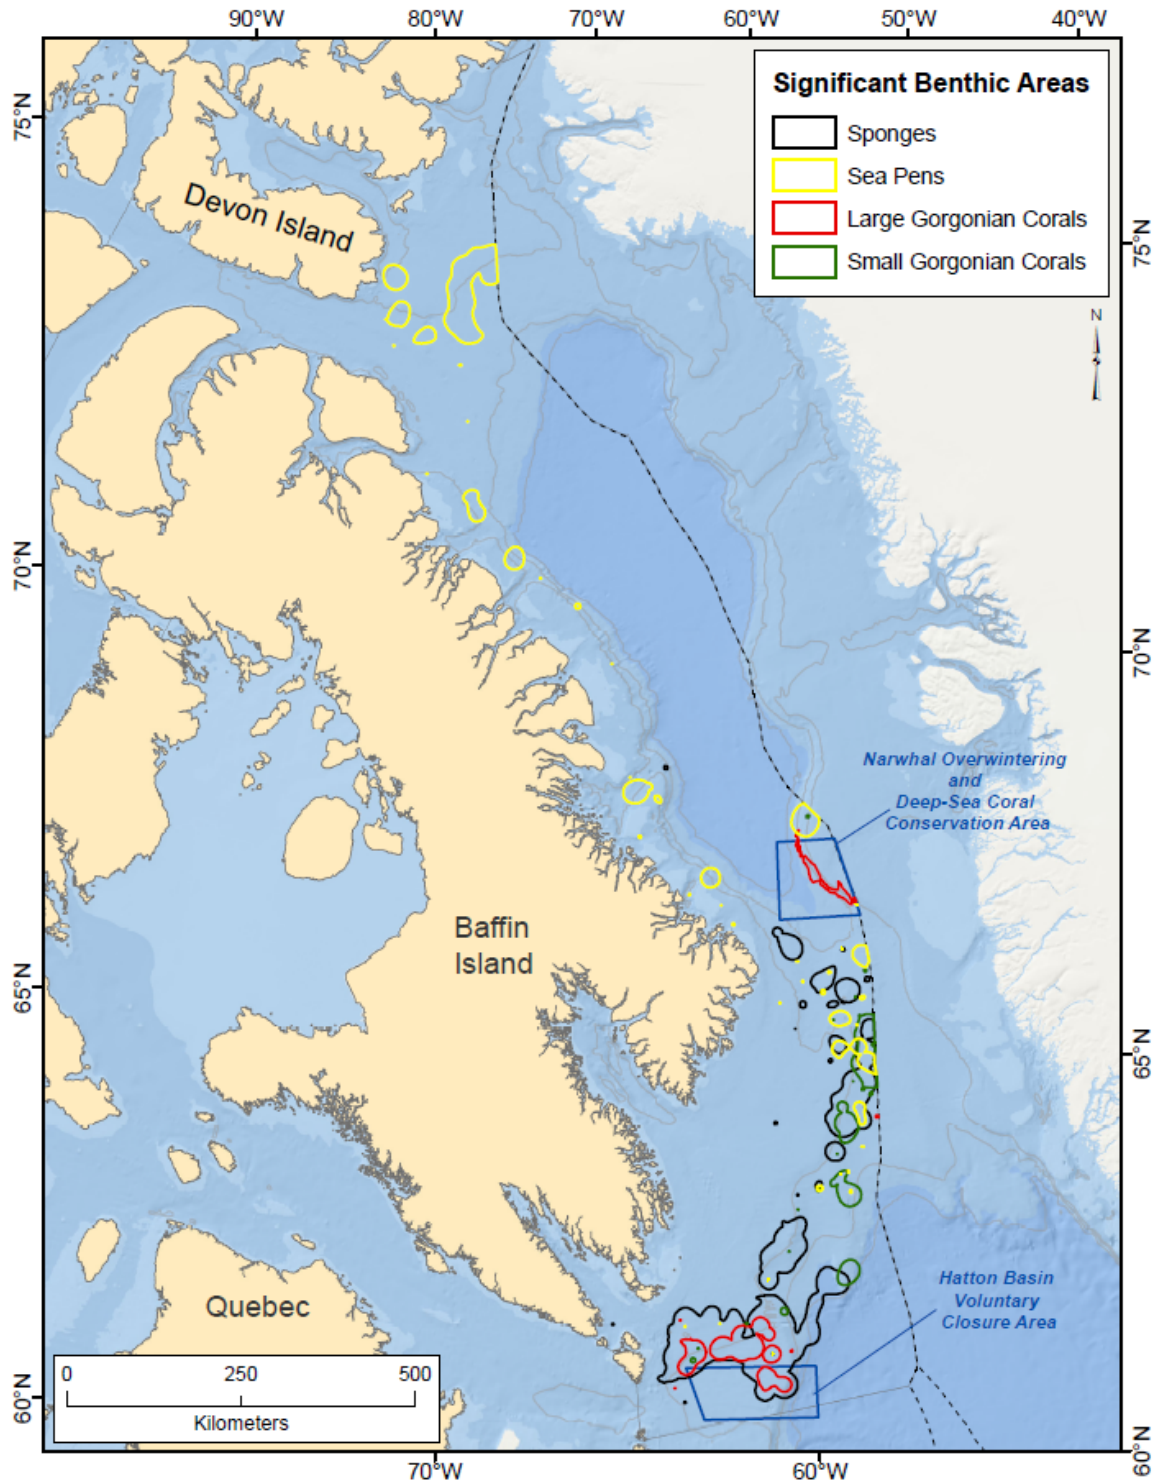 90°W 80°W 70°W 60°W 50°W 40°W
Significant Benthic Areas
Sponges
Sea Pens
Large Gorgonian Corals
Small Gorgonian Corals
75°N
75°N
Devon Island
N
70°N
70°N
Narwhal Overwintering
and
Deep-Sea Coral
Conservation Area
Baffin
Island
65°N
65°N
Hatton Basin
Voluntary
Closure Area
Quebec
0 250 500
Kilometers
60°N
60°N
70°W 60°W